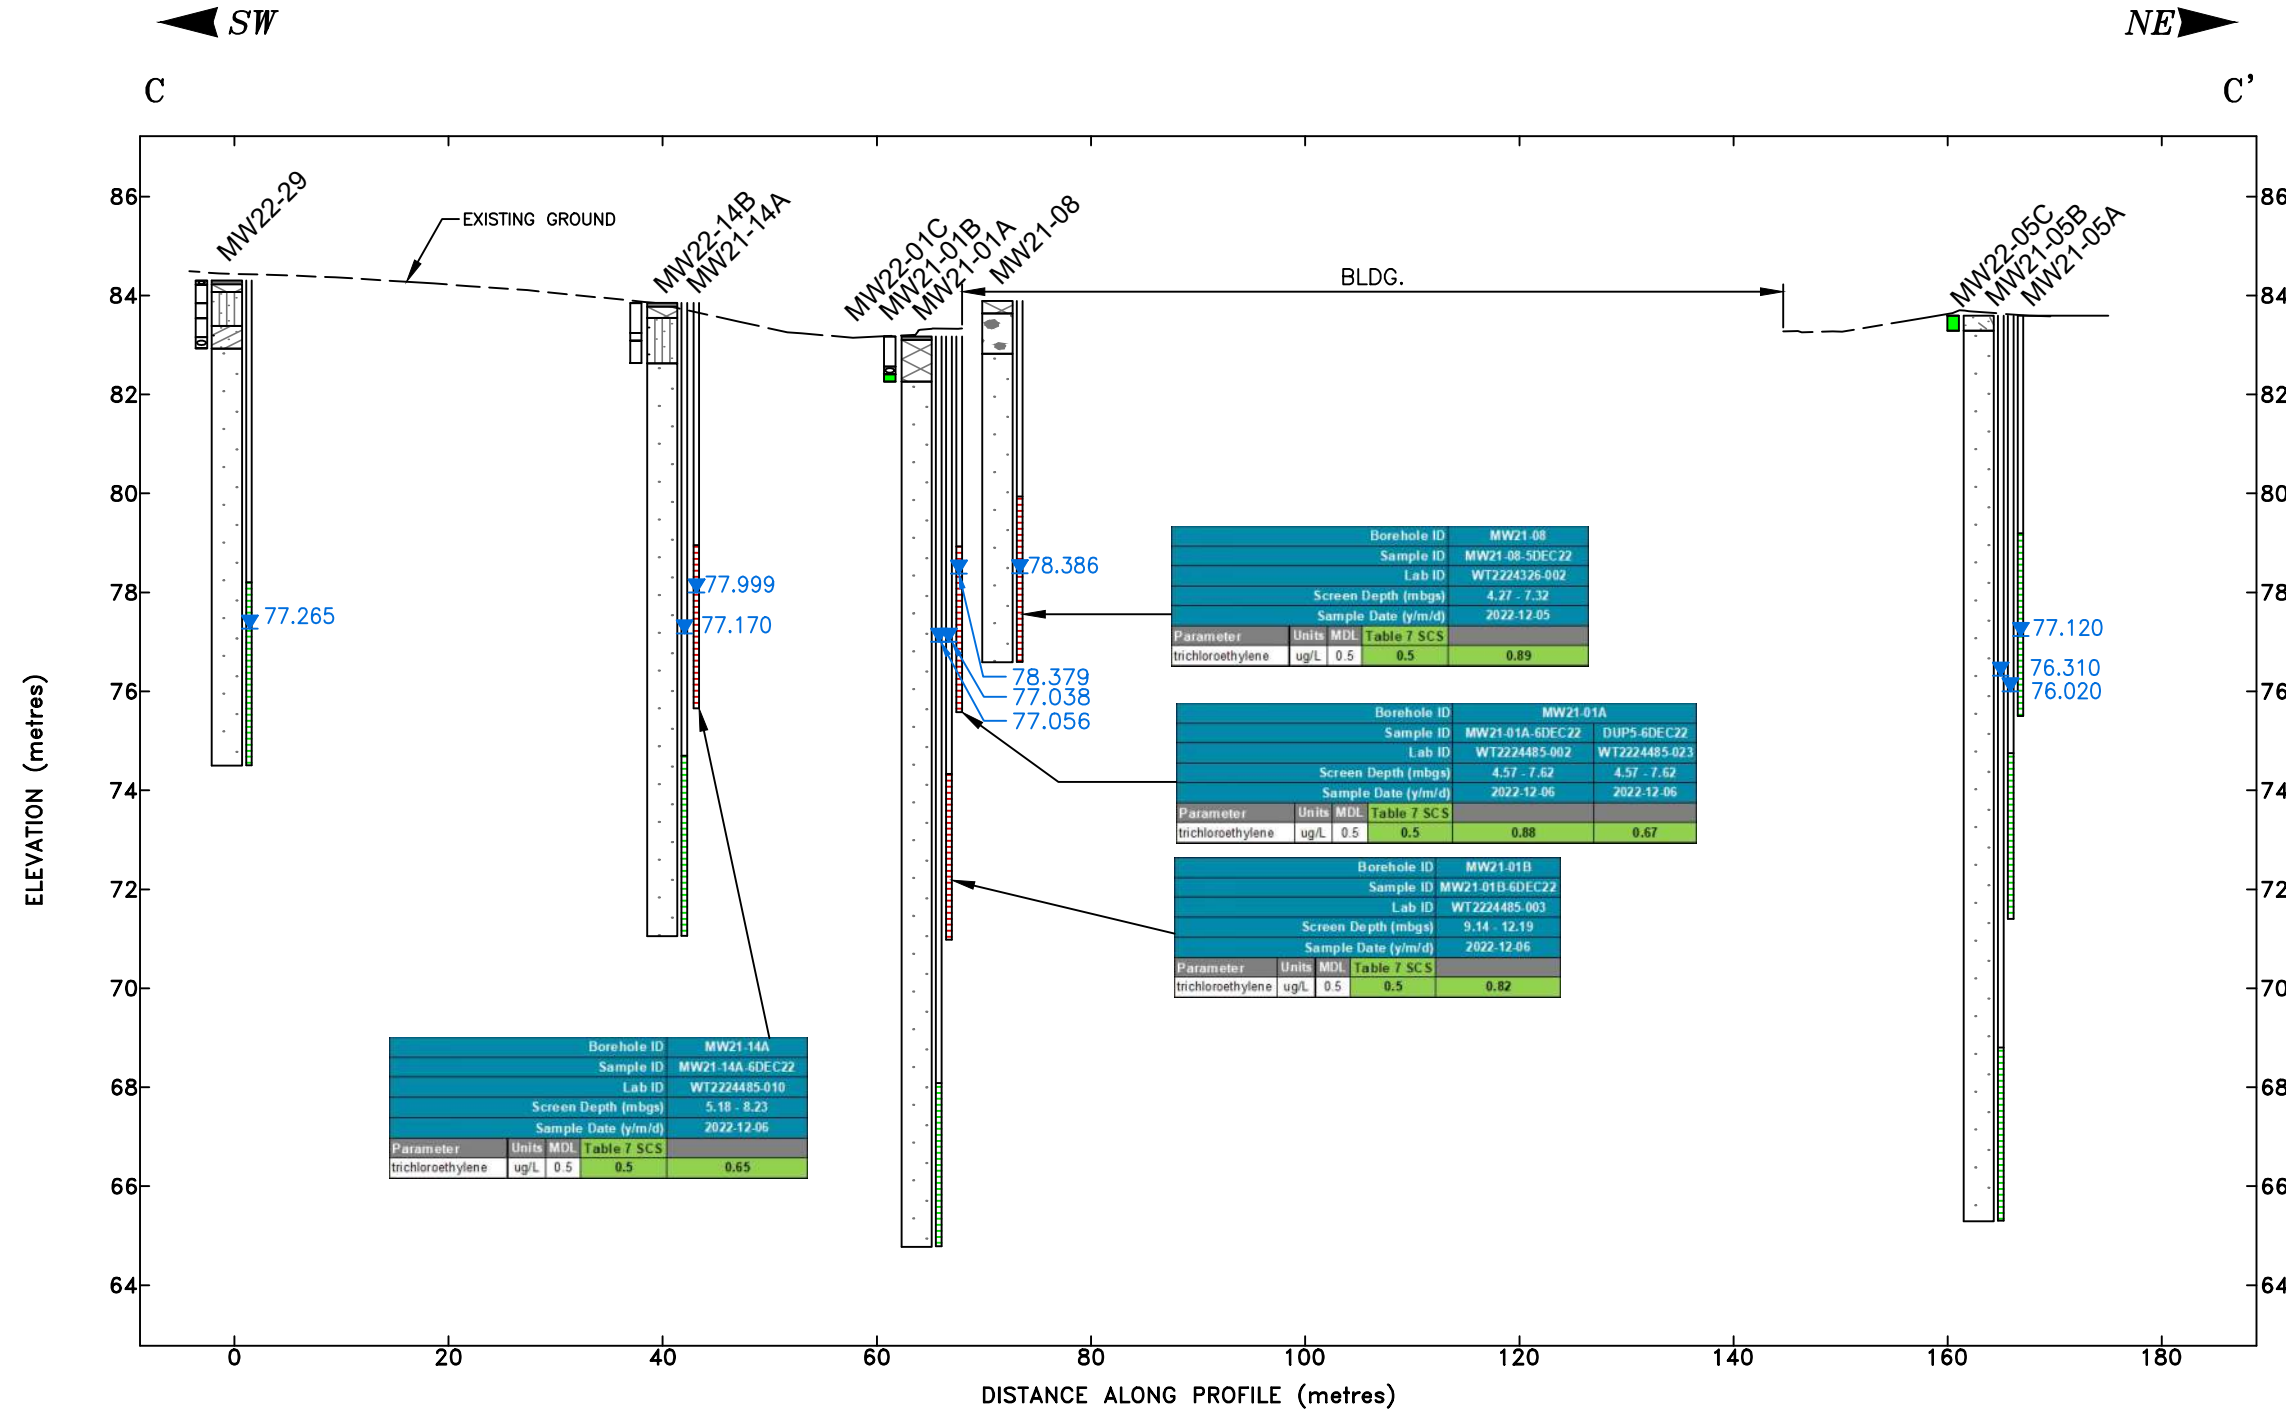 SW
NE
C
C'
86
84
82
80
78
76
74
72
70
68
66
64
86
84
82
80
78
76
74
72
70
68
66
64
ELEVATION (metres)
MW22-29
EXISTING GROUND
MW22-14B
MW21-14A
MW22-01C
MW21-01B
MW21-01A
MW21-08
BLDG.
MW22-05C
MW21-05B
MW21-05A
77.265
77.999
77.170
78.386
78.379
77.038
77.056
77.120
76.310
76.020
Borehole ID MW21-08
Sample ID MW21-08-5DEC22
Lab ID WT2224326-002
Screen Depth (mbgs) 4.27 - 7.32
Sample Date (y/m/d) 2022-12-05
Parameter Units MDL Table 7 SCS
trichloroethylene ug/L 0.5 0.5 0.89
Borehole ID MW21-01A
Sample ID MW21-01A-6DEC22 DUP5-6DEC22
Lab ID WT2224485-002 WT2224485-023
Screen Depth (mbgs) 4.57 - 7.62 4.57 - 7.62
Sample Date (y/m/d) 2022-12-06 2022-12-06
Parameter Units MDL Table 7 SCS
trichloroethylene ug/L 0.5 0.5 0.88 0.67
Borehole ID MW21-01B
Sample ID MW21-01B-6DEC22
Lab ID WT2224485-003
Screen Depth (mbgs) 9.14 - 12.19
Sample Date (y/m/d) 2022-12-06
Parameter Units MDL Table 7 SCS
trichloroethylene ug/L 0.5 0.5 0.82
Borehole ID MW21-14A
Sample ID MW21-14A-6DEC22
Lab ID WT2224485-010
Screen Depth (mbgs) 5.18 - 8.23
Sample Date (y/m/d) 2022-12-06
Parameter Units MDL Table 7 SCS
trichloroethylene ug/L 0.5 0.5 0.65
0 20 40 60 80 100 120 140 160 180
DISTANCE ALONG PROFILE (metres)